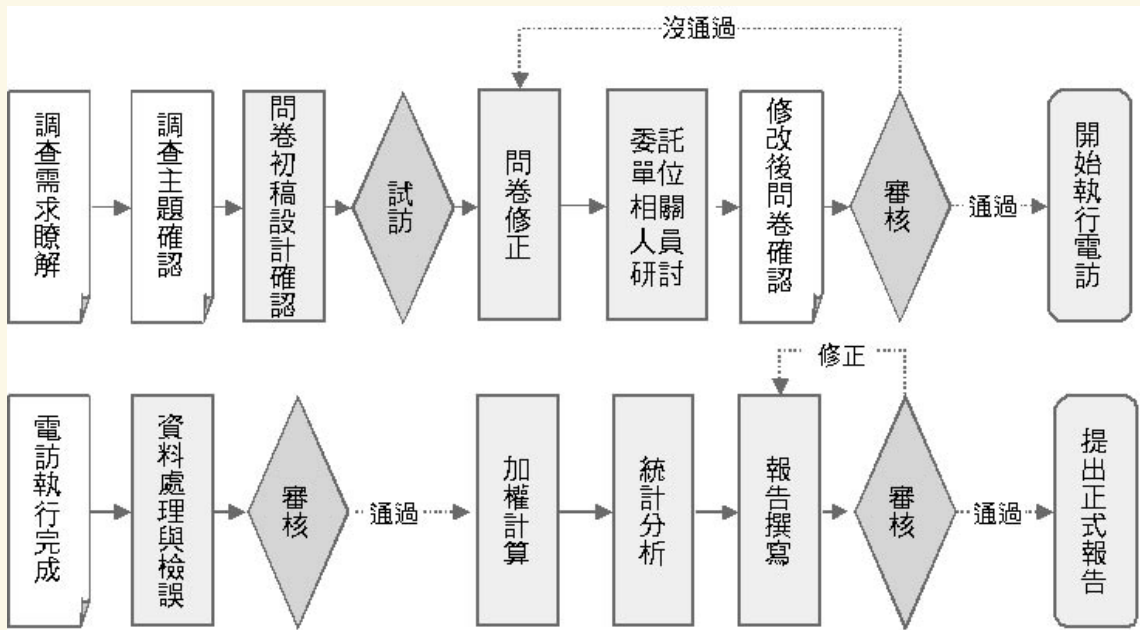 沒通過
調查需求瞭解
調查主題確認
問卷初稿設計確認
試訪
問卷修正
委託
單位
相關
人員
研討
修改後問卷確認
審核
通過
開始執行電訪
修正
電訪執行完成
資料處理與檢誤
審核
通過
加權計算
統計分析
報告撰寫
審核
通過
提出正式報告